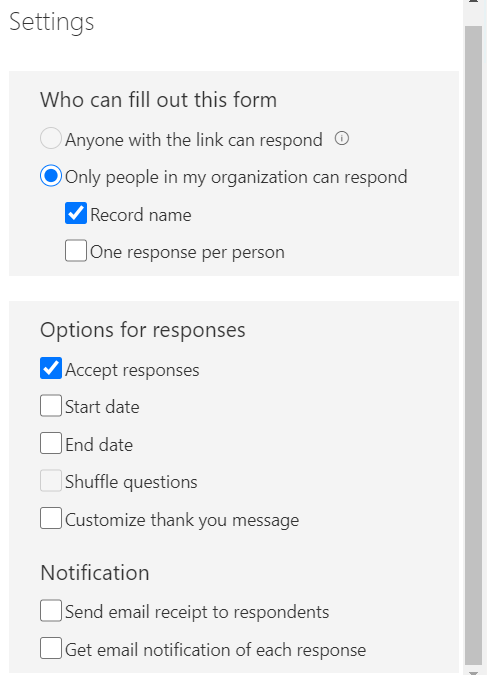 Settings
Who can fill out this form
Anyone with the link can respond
Only people in my organization can respond
Record name
One response per person
Options for responses
Accept responses
Start date
End date
Shuffle questions
Customize thank you message
Notification
Send email receipt to respondents
Get email notification of each response